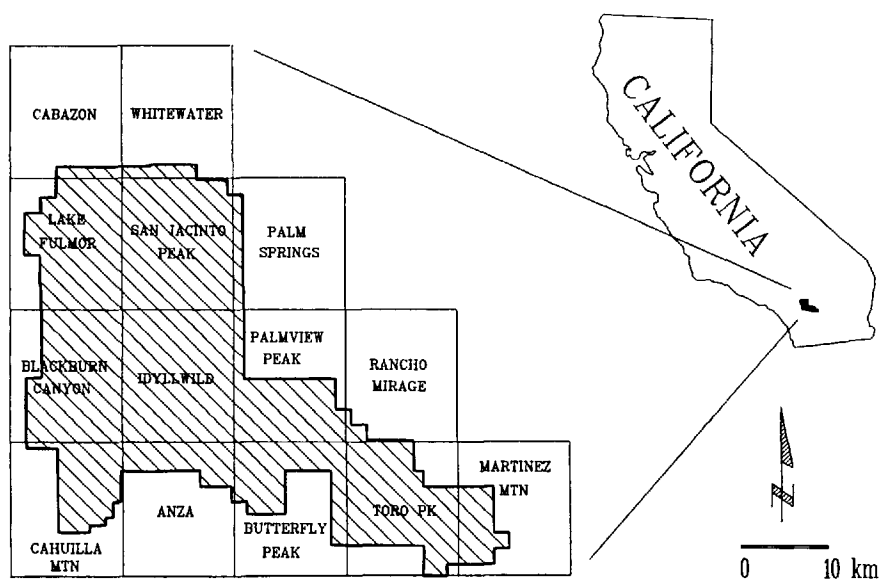 CABAZON
WHITEWATER
LAKE
FULMOR
SAN JACINTO
PEAK
PALM
SPRINGS
BLACKBURN
CANYON
IDYLLWILD
PALMVIEW
PEAK
RANCHO
MIRAGE
CAHUILLA
MTN
ANZA
BUTTERFLY
PEAK
TORO PK
MARTINEZ
MTN
CALIFORNIA
N
0 10 km